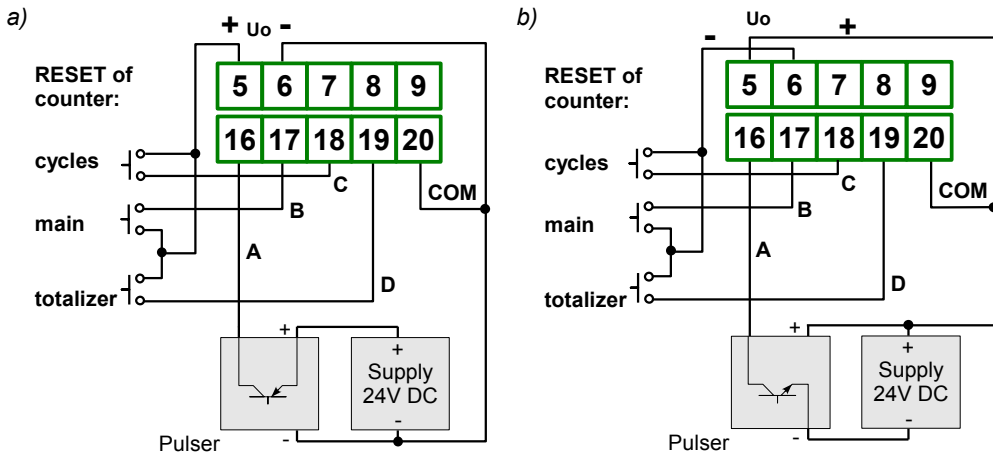 a)
+ Uo -
RESET of
counter:
5 6 7 8 9
16 17 18 19 20
cycles
C
COM
main
B
A
D
totalizer
+
+
Supply
24V DC
-
-
Pulser
b)
Uo
- +
RESET of
counter:
5 6 7 8 9
16 17 18 19 20
cycles
C
COM
main
B
A
D
totalizer
+
+
Supply
24V DC
-
-
Pulser